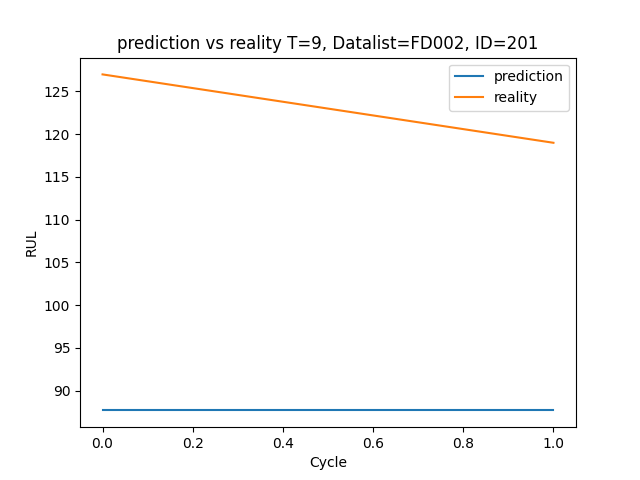 prediction vs reality T=9, Datalist=FD002, ID=201
prediction
reality
125
120
115
110
105
100
95
90
RUL
0.0 0.2 0.4 0.6 0.8 1.0
Cycle